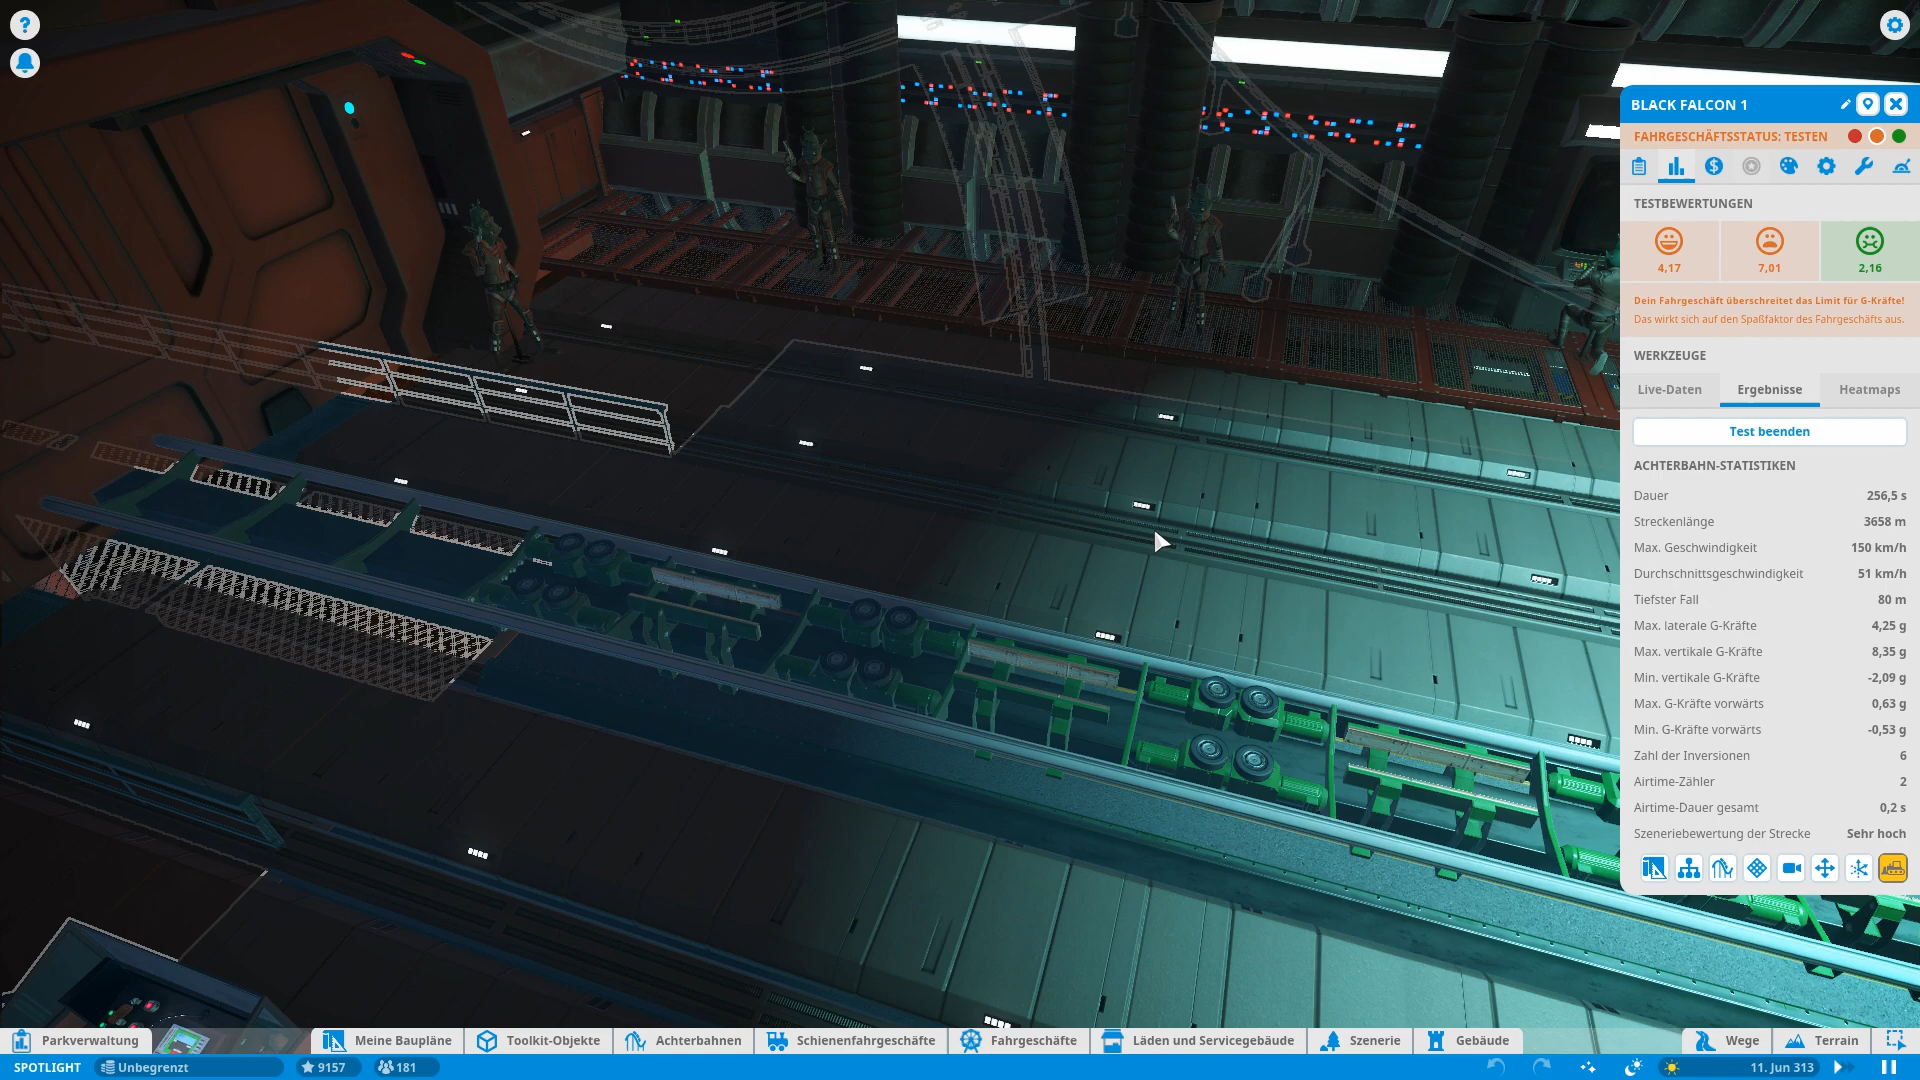 BLACK FALCON 1
FAHRGESCHÄFTSSTATUS: TESTEN
TESTBEWERTUNGEN
4,17 7,01 2,16
Dein Fahrgeschäft überschreitet das Limit für G-Kräfte!
Das wirkt sich auf den Spaßfaktor des Fahrgeschäfts aus.
WERKZEUGE
Live-Daten Ergebnisse Heatmaps
Test beenden
ACHTERBAHN-STATISTIKEN
Dauer 256,5 s
Streckenlänge 3658 m
Max. Geschwindigkeit 150 km/h
Durchschnittsgeschwindigkeit 51 km/h
Tiefster Fall 80 m
Max. laterale G-Kräfte 4,25 g
Max. vertikale G-Kräfte 8,35 g
Min. vertikale G-Kräfte -2,09 g
Max. G-Kräfte vorwärts 0,63 g
Min. G-Kräfte vorwärts -0,53 g
Zahl der Inversionen 6
Airtime-Zähler 2
Airtime-Dauer gesamt 0,2 s
Szeneriebewertung der Strecke Sehr hoch
Parkverwaltung Meine Baupläne Toolkit-Objekte Achterbahnen Schienenfahrgeschäfte Fahrgeschäfte Läden und Servicegebäude Szenerie Gebäude Wege Terrain
SPOTLIGHT Unbegrenzt 9157 181 11. Jun 313